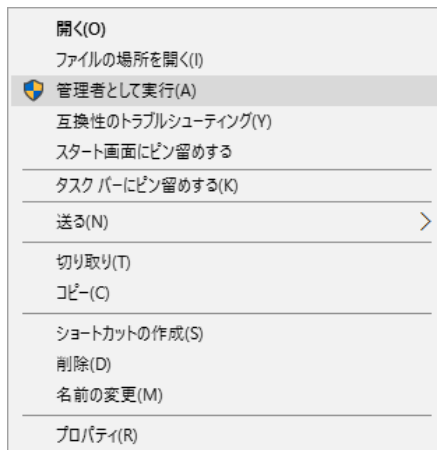 開く(O)
ファイルの場所を開く(I)
管理者として実行(A)
互換性のトラブルシューティング(Y)
スタート画面にピン留めする
タスク バーにピン留めする(K)
送る(N)
切り取り(T)
コピー(C)
ショートカットの作成(S)
削除(D)
名前の変更(M)
プロパティ(R)